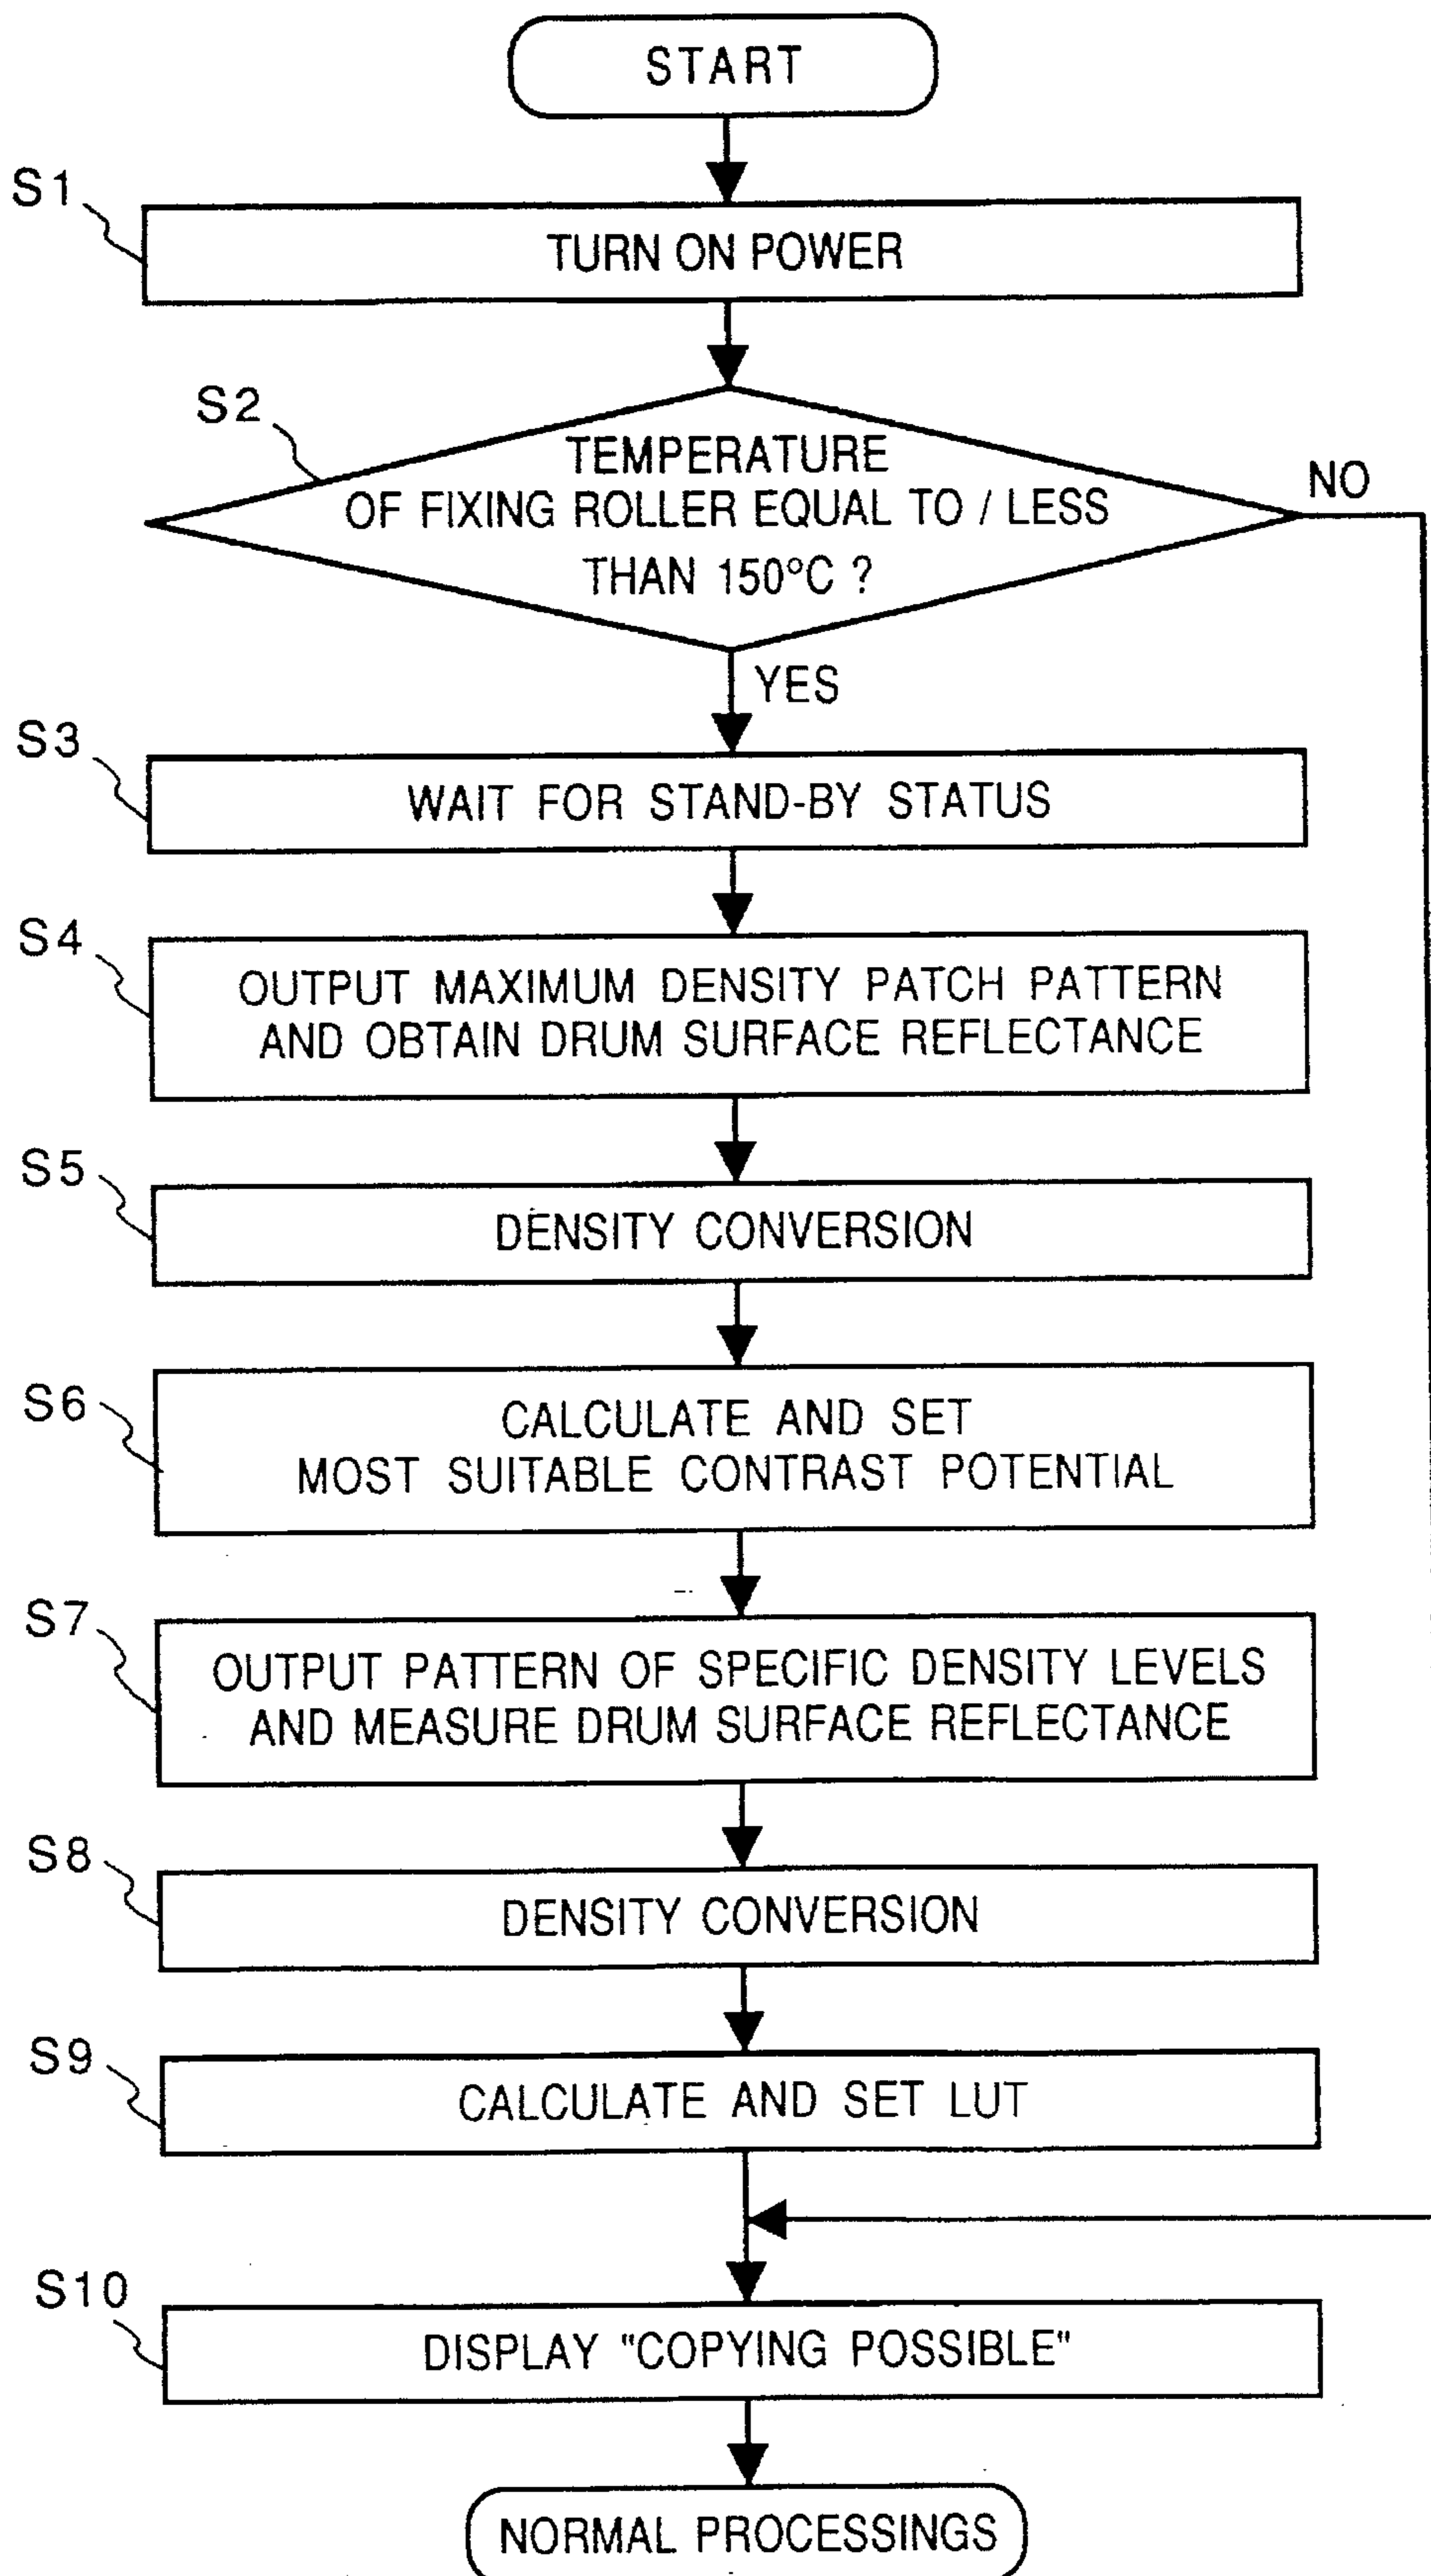 START
S1
TURN ON POWER
S2
TEMPERATURE
OF FIXING ROLLER EQUAL TO / LESS
THAN 150°C ?
NO
YES
S3
WAIT FOR STAND-BY STATUS
S4
OUTPUT MAXIMUM DENSITY PATCH PATTERN
AND OBTAIN DRUM SURFACE REFLECTANCE
S5
DENSITY CONVERSION
S6
CALCULATE AND SET
MOST SUITABLE CONTRAST POTENTIAL
S7
OUTPUT PATTERN OF SPECIFIC DENSITY LEVELS
AND MEASURE DRUM SURFACE REFLECTANCE
S8
DENSITY CONVERSION
S9
CALCULATE AND SET LUT
S10
DISPLAY "COPYING POSSIBLE"
NORMAL PROCESSINGS